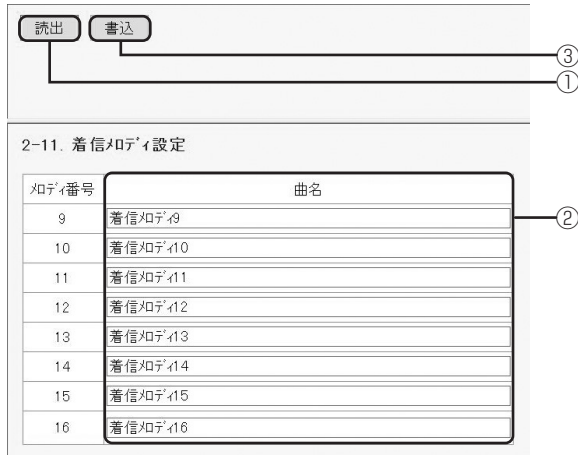 読出 書込
③
①
2-11. 着信ﾒﾛﾃﾞｨ設定
ﾒﾛﾃﾞｨ番号 曲名
9 着信ﾒﾛﾃﾞｨ9
②
10 着信ﾒﾛﾃﾞｨ10
11 着信ﾒﾛﾃﾞｨ11
12 着信ﾒﾛﾃﾞｨ12
13 着信ﾒﾛﾃﾞｨ13
14 着信ﾒﾛﾃﾞｨ14
15 着信ﾒﾛﾃﾞｨ15
16 着信ﾒﾛﾃﾞｨ16